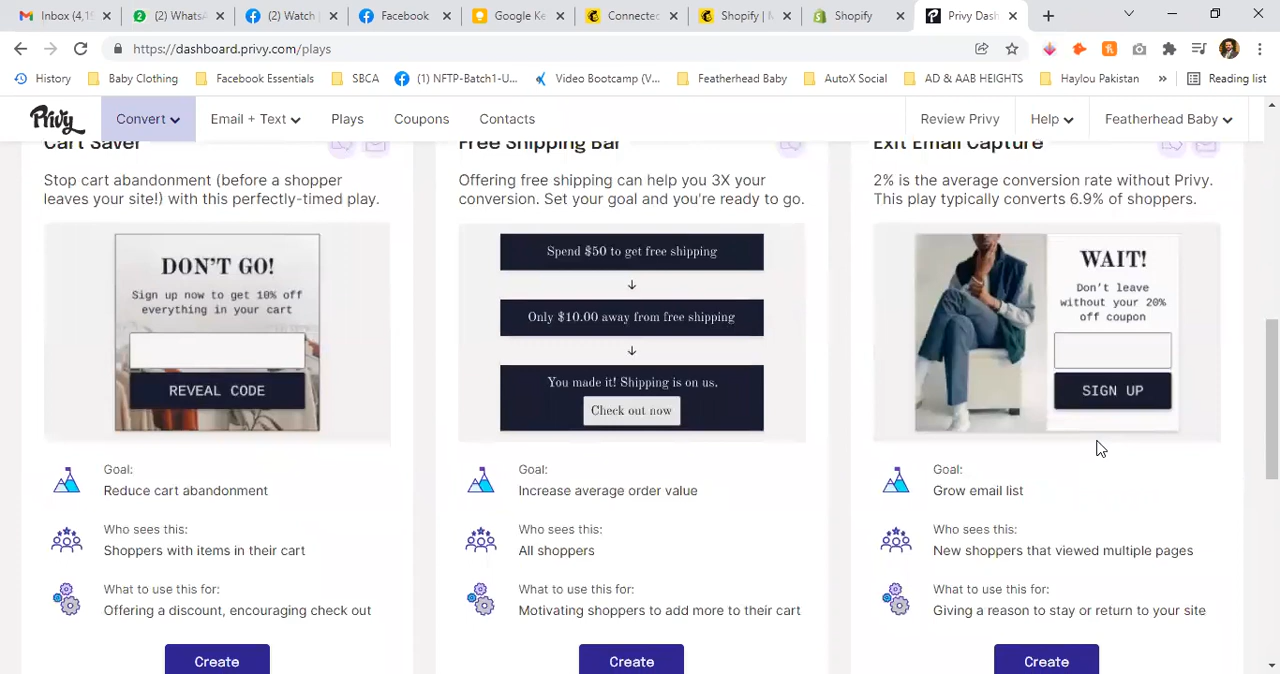 Inbox (4,19
(2) Whats
(2) Watch |
Facebook
Google Ke
Connected
Shopify | M
Shopify
Privy Dash
https://dashboard.privy.com/plays
History
Baby Clothing
Facebook Essentials
SBCA
(1) NFTP-Batch1-U...
Video Bootcamp (V...
Featherhead Baby
AutoX Social
AD & AAB HEIGHTS
Haylou Pakistan
»
Reading list
Privy
Convert
Email + Text
Plays
Coupons
Contacts
Review Privy
Help
Featherhead Baby
Cart Saver
Stop cart abandonment (before a shopper
leaves your site!) with this perfectly-timed play.
DON'T GO!
Sign up now to get 10% off
everything in your cart
REVEAL CODE
Goal:
Reduce cart abandonment
Who sees this:
Shoppers with items in their cart
What to use this for:
Offering a discount, encouraging check out
Create
Free Shipping Bar
Offering free shipping can help you 3X your
conversion. Set your goal and you're ready to go.
Spend $50 to get free shipping
Only $10.00 away from free shipping
You made it! Shipping is on us.
Check out now
Goal:
Increase average order value
Who sees this:
All shoppers
What to use this for:
Motivating shoppers to add more to their cart
Create
Exit Email Capture
2% is the average conversion rate without Privy.
This play typically converts 6.9% of shoppers.
WAIT!
Don't leave
without your 20%
off coupon
SIGN UP
Goal:
Grow email list
Who sees this:
New shoppers that viewed multiple pages
What to use this for:
Giving a reason to stay or return to your site
Create